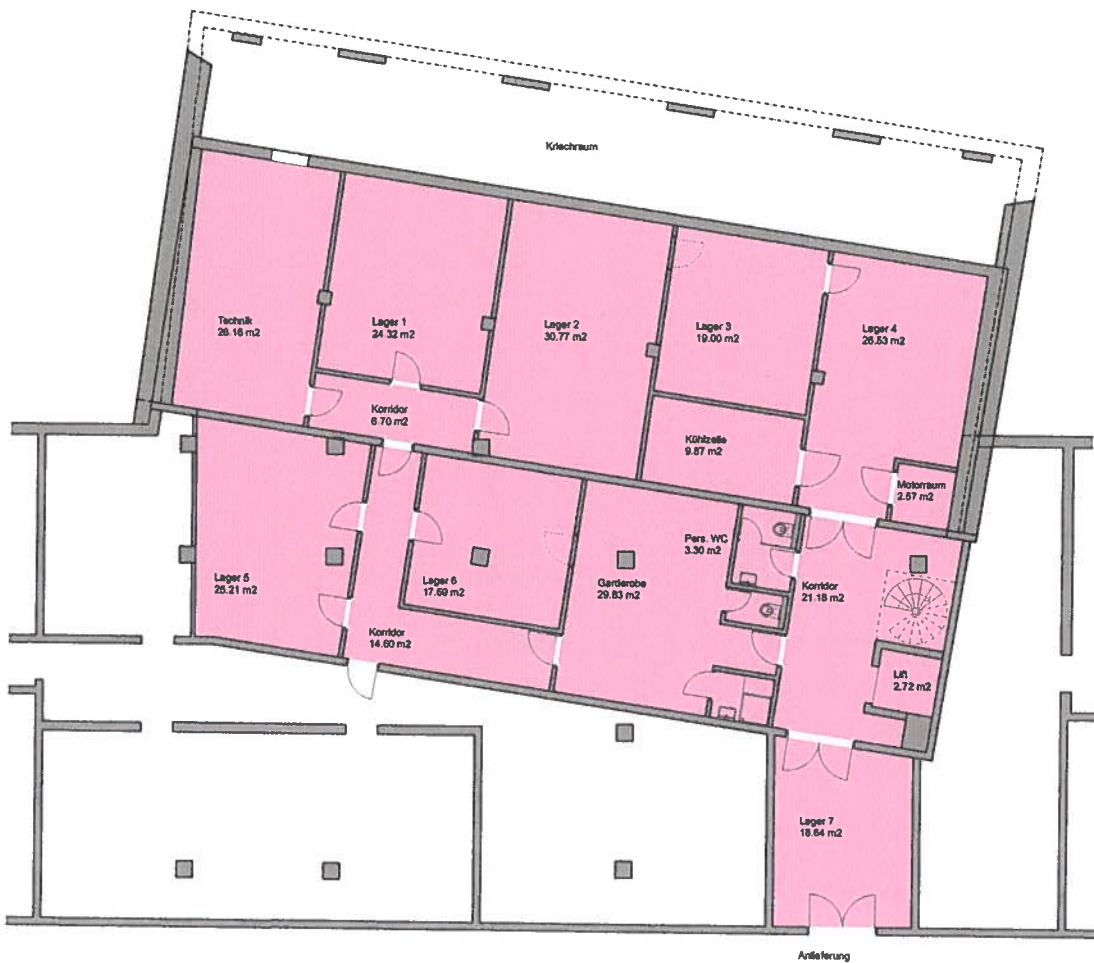 Kriechraum
Technik
26.16 m2
Lager 1
24.32 m2
Lager 2
30.77 m2
Lager 3
19.00 m2
Lager 4
26.53 m2
Korridor
6.70 m2
Kühlzelle
9.87 m2
Motorraum
2.57 m2
Lager 5
25.21 m2
Lager 6
17.69 m2
Garderobe
29.83 m2
Pers. WC
3.30 m2
Korridor
21.18 m2
Korridor
14.60 m2
Lift
2.72 m2
Lager 7
18.64 m2
Anlieferung